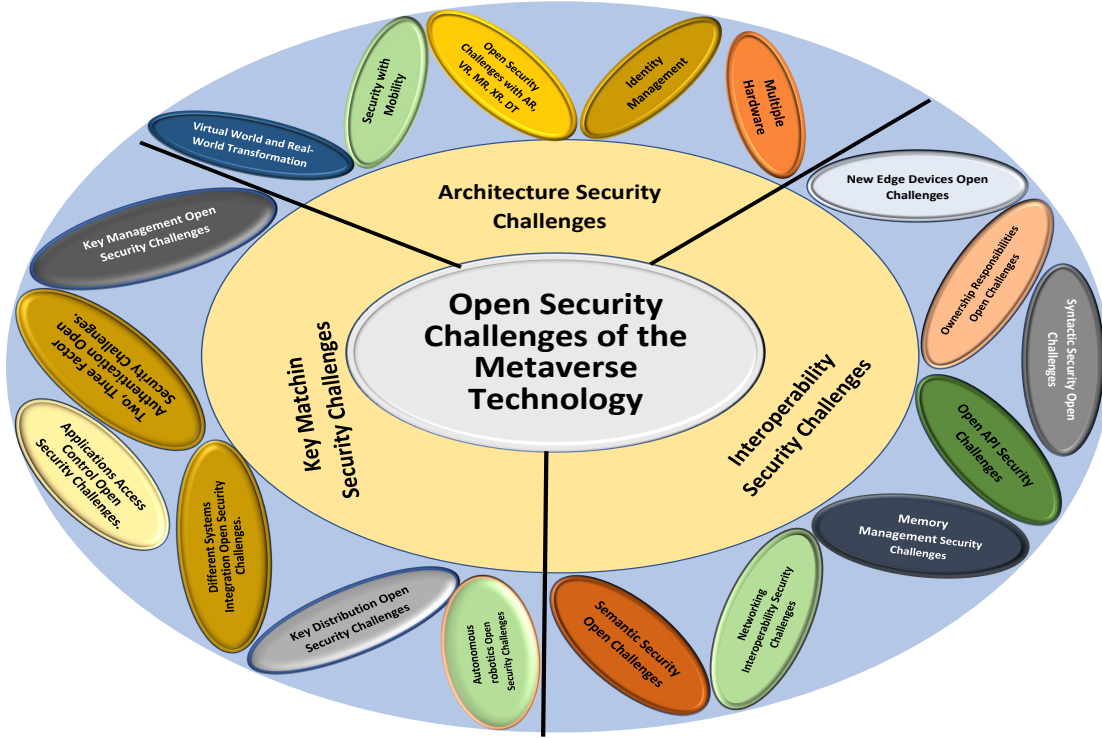 Open Security
Challenges of the
Metaverse
Technology
Architecture Security
Challenges
Virtual World and Real-
World Transformation
Security with
Mobility
Open Security
Challenges with AR,
VR, MR, XR, DT
Identity
Management
Multiple
Hardware
Interoperability
Security Challenges
New Edge Devices Open
Challenges
Ownership Responsibilities
Open Challenges
Syntactic Security Open
Challenges
Open API Security
Challenges
Memory
Management Security
Challenges
Networking
Interoperability Security
Challenges
Semantic Security
Open Challenges
Key Mathin
Security Challenges
Key Management Open
Security Challenges
Two, Three Factor
Authentication Open
Security Challenges.
Applications Access
Control Open
Security Challenges.
Different Systems
Integration Open Security
Challenges.
Key Distribution Open
Security Challenges
Autonomous
robotics Open
Security Challenges